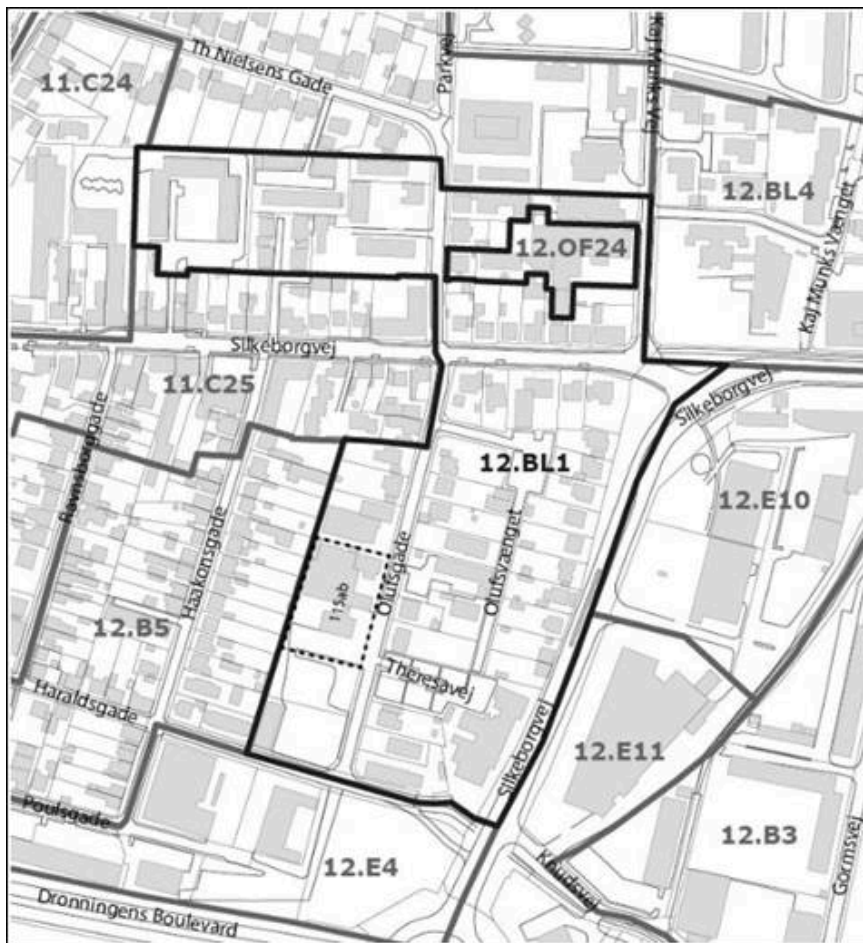 Th Nielsens Gade
Parkvej
Kaj Munks Vej
11.C24
12.BL4
Kaj Munks Vænget
12.OF24
Silkeborgvej
11.C25
Silkeborgvej
12.BL1
12.E10
Ravnsborggade
Haakonsgade
Olufsgade
Olufsvænget
115ab
12.B5
Theresavej
Haraldsgade
Silkeborgvej
12.E11
Poulsgade
12.E4
12.B3
Knudsvej
Gormsvej
Dronningens Boulevard